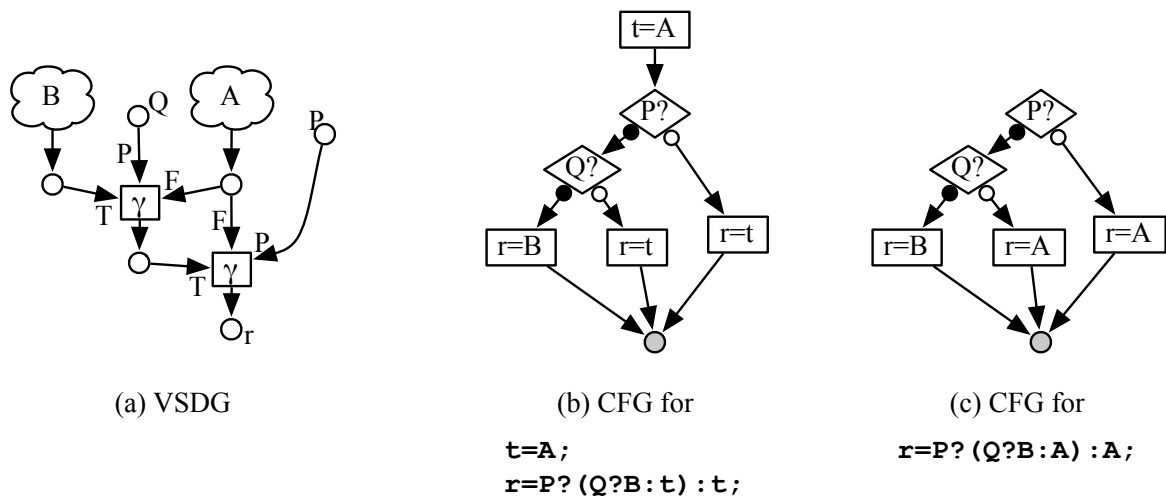 B
Q
A
P
P
F
T
γ
F
P
T
γ
r
(a) VSDG
t=A
P?
Q?
r=B
r=t
r=t
(b) CFG for
t=A;
r=P?(Q?B:t):t;
P?
Q?
r=B
r=A
r=A
(c) CFG for
r=P?(Q?B:A):A;